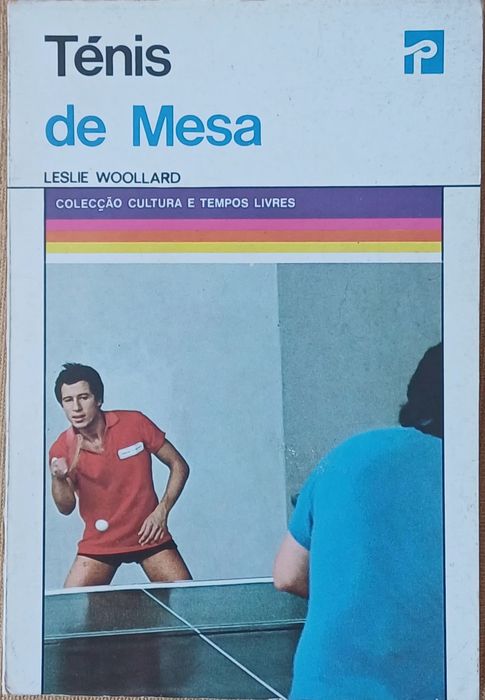 Ténis
de Mesa
LESLIE WOOLLARD
COLECÇÃO CULTURA E TEMPOS LIVRES